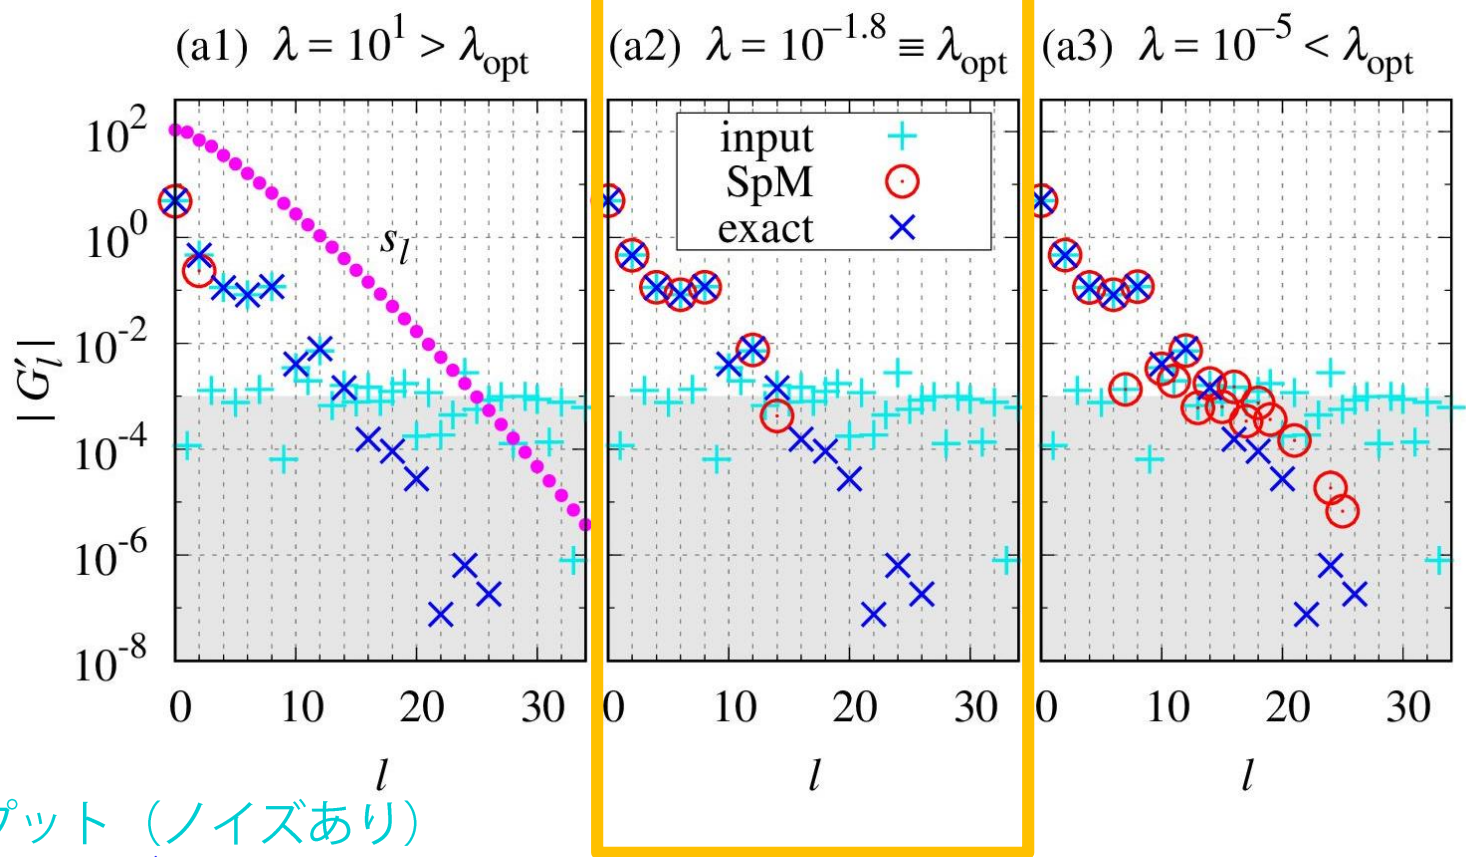 (a1) λ = 10^1 > λ_opt
(a2) λ = 10^−1.8 ≡ λ_opt
(a3) λ = 10^−5 < λ_opt
|G′_l|
10^2
10^0
10^−2
10^−4
10^−6
10^−8
s_l
input
SpM
exact
0 10 20 30
0 10 20 30
0 10 20 30
l
l
l
プット（ノイズあり）